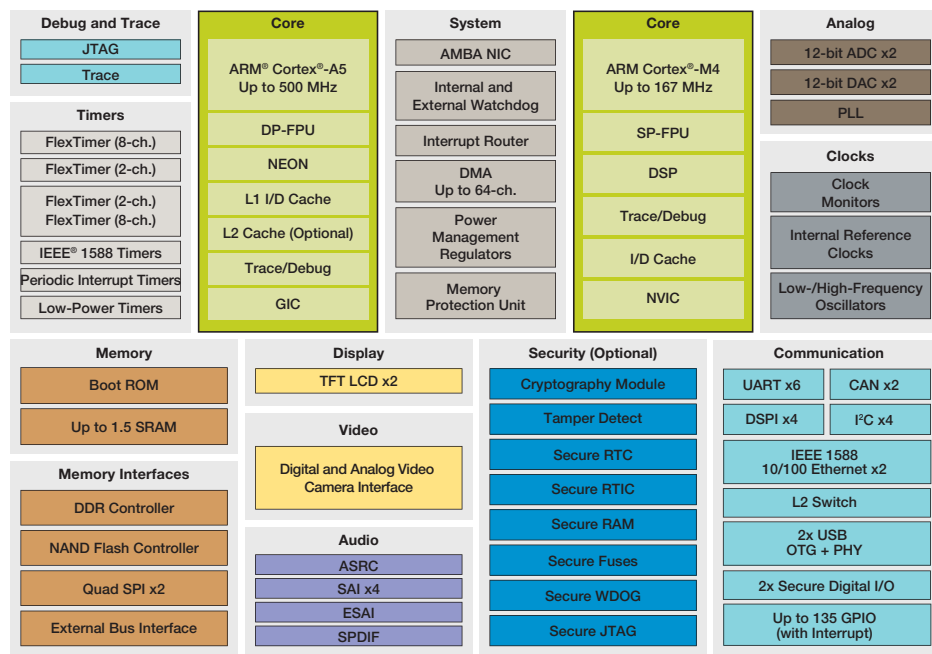 Debug and Trace
JTAG
Trace
Timers
FlexTimer (8-ch.)
FlexTimer (2-ch.)
FlexTimer (2-ch.)
FlexTimer (8-ch.)
IEEE® 1588 Timers
Periodic Interrupt Timers
Low-Power Timers
Core
ARM® Cortex®-A5
Up to 500 MHz
DP-FPU
NEON
L1 I/D Cache
L2 Cache (Optional)
Trace/Debug
GIC
System
AMBA NIC
Internal and
External Watchdog
Interrupt Router
DMA
Up to 64-ch.
Power
Management
Regulators
Memory
Protection Unit
Core
ARM Cortex®-M4
Up to 167 MHz
SP-FPU
DSP
Trace/Debug
I/D Cache
NVIC
Analog
12-bit ADC x2
12-bit DAC x2
PLL
Clocks
Clock
Monitors
Internal Reference
Clocks
Low-/High-Frequency
Oscillators
Memory
Boot ROM
Up to 1.5 SRAM
Memory Interfaces
DDR Controller
NAND Flash Controller
Quad SPI x2
External Bus Interface
Display
TFT LCD x2
Video
Digital and Analog Video
Camera Interface
Audio
ASRC
SAI x4
ESAI
SPDIF
Security (Optional)
Cryptography Module
Tamper Detect
Secure RTC
Secure RTIC
Secure RAM
Secure Fuses
Secure WDOG
Secure JTAG
Communication
UART x6
CAN x2
DSPI x4
I²C x4
IEEE 1588
10/100 Ethernet x2
L2 Switch
2x USB
OTG + PHY
2x Secure Digital I/O
Up to 135 GPIO
(with Interrupt)